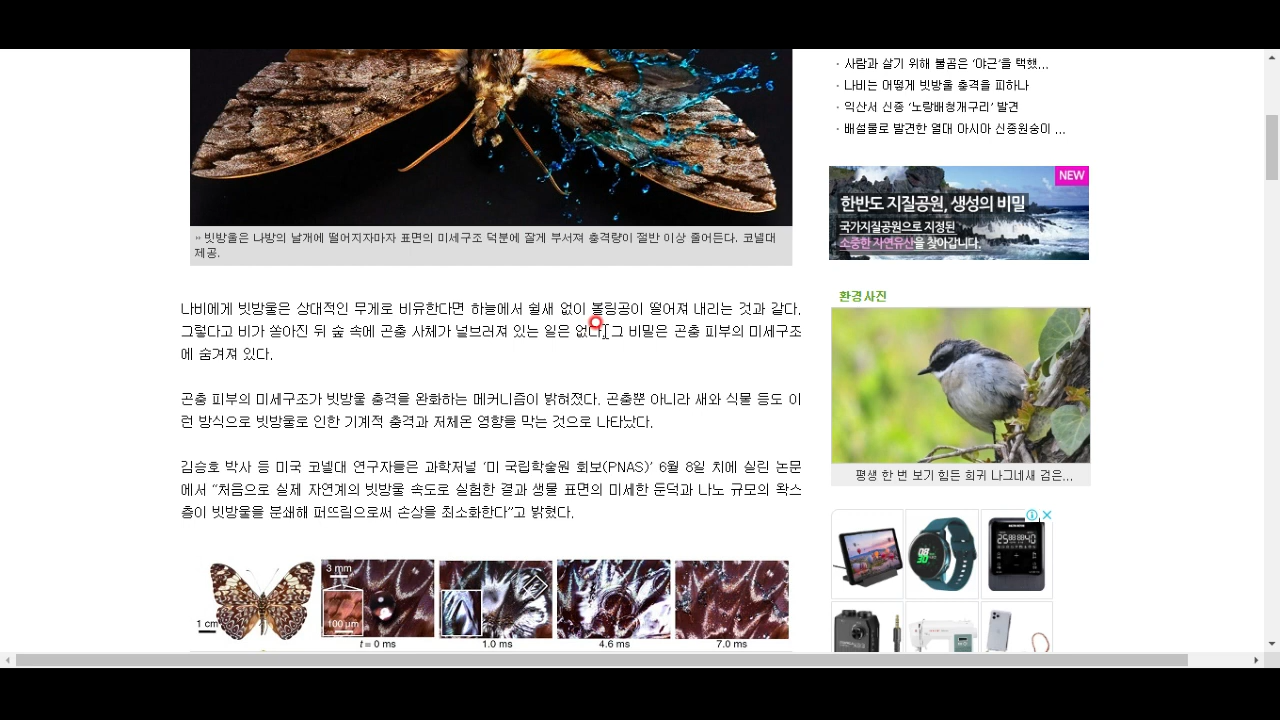 · 사람과 살기 위해 불곰은 ‘야근’을 택했...
· 나비는 어떻게 빗방울 충격을 피하나
· 익산서 신종 ‘노랑배청개구리’ 발견
· 배설물로 발견한 열대 아시아 신종원숭이 ...
NEW
한반도 지질공원, 생성의 비밀
국가지질공원으로 지정된
소중한 자연유산을 찾아갑니다.
빗방울은 나방의 날개에 떨어지자마자 표면의 미세구조 덕분에 잘게 부서져 충격량이 절반 이상 줄어든다. 코넬대
제공.
환경사진
나비에게 빗방울은 상대적인 무게로 비유한다면 하늘에서 쉴새 없이 볼링공이 떨어져 내리는 것과 같다.
그렇다고 비가 쏟아진 뒤 숲 속에 곤충 사체가 널브러져 있는 일은 없다. 그 비밀은 곤충 피부의 미세구조
에 숨겨져 있다.
곤충 피부의 미세구조가 빗방울 충격을 완화하는 메커니즘이 밝혀졌다. 곤충뿐 아니라 새와 식물 등도 이
런 방식으로 빗방울로 인한 기계적 충격과 저체온 영향을 막는 것으로 나타났다.
평생 한 번 보기 힘든 희귀 나그네새 검은...
김승호 박사 등 미국 코넬대 연구자들은 과학저널 ‘미 국립학술원 회보(PNAS)’ 6월 8일 치에 실린 논문
에서 “처음으로 실제 자연계의 빗방울 속도로 실험한 결과 생물 표면의 미세한 둔덕과 나노 규모의 왁스
층이 빗방울을 분쇄해 퍼뜨림으로써 손상을 최소화한다”고 밝혔다.
3 mm
1 cm
100 μm
t = 0 ms
1.0 ms
4.6 ms
7.0 ms